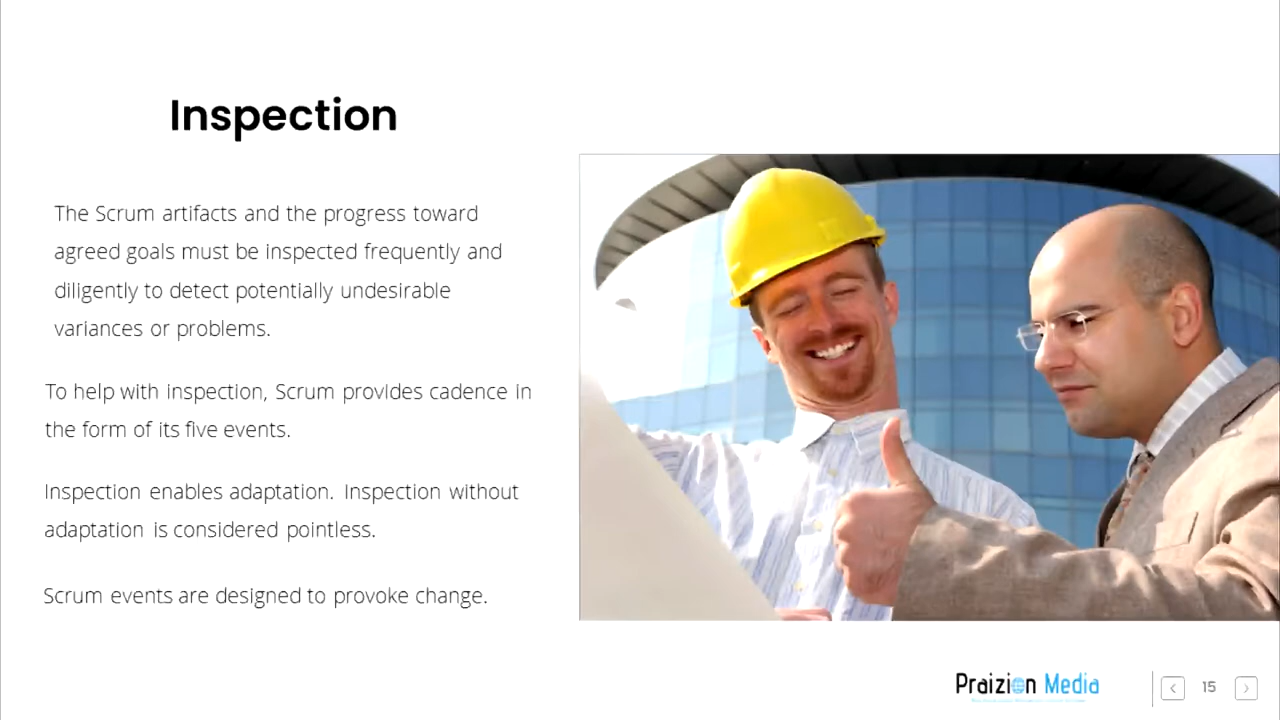 Inspection
The Scrum artifacts and the progress toward
agreed goals must be inspected frequently and
diligently to detect potentially undesirable
variances or problems.
To help with inspection, Scrum provides cadence in
the form of its five events.
Inspection enables adaptation. Inspection without
adaptation is considered pointless.
Scrum events are designed to provoke change.
Praizion Media
15